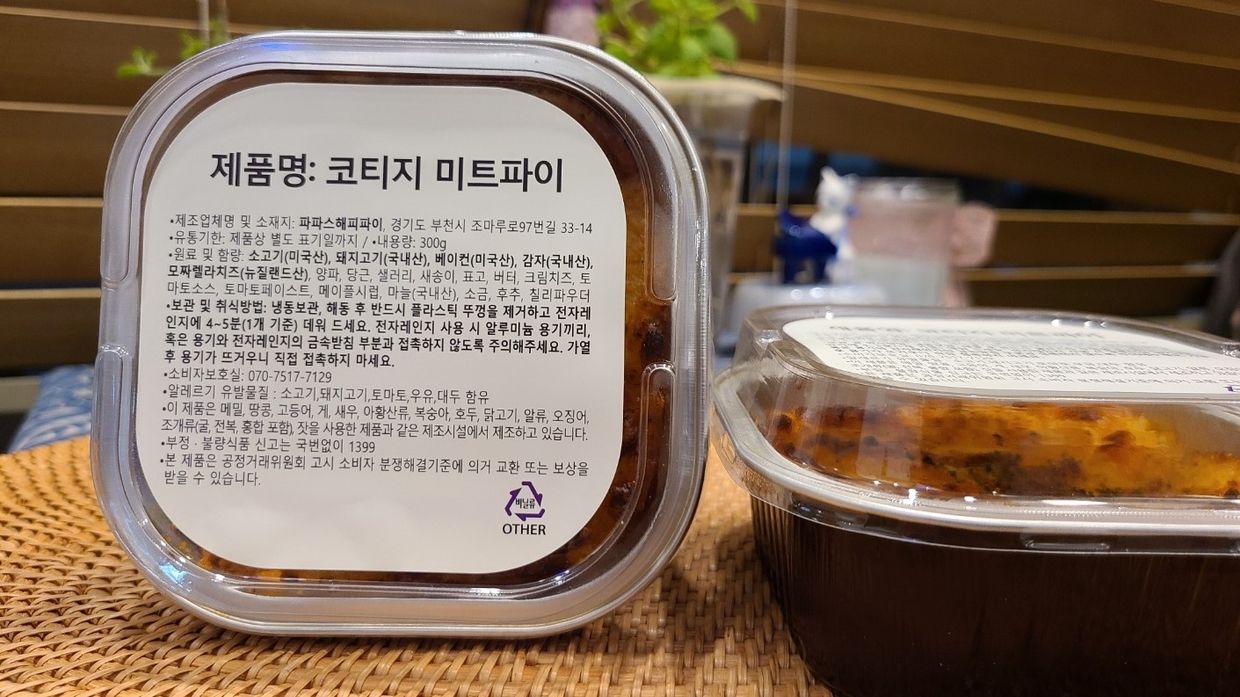 제품명: 코티지 미트파이
•제조업체명 및 소재지: 파파스해피파이, 경기도 부천시 조마루로97번길 33-14
•유통기한: 제품상 별도 표기일까지 / •내용량: 300g
•원료 및 함량: 소고기(미국산), 돼지고기(국내산), 베이컨(미국산), 감자(국내산),
모짜렐라치즈(뉴질랜드산), 양파, 당근, 샐러리, 새송이, 표고, 버터, 크림치즈, 토
마토소스, 토마토페이스트, 메이플시럽, 마늘(국내산), 소금, 후추, 칠리파우더
•보관 및 취식방법: 냉동보관, 해동 후 반드시 플라스틱 뚜껑을 제거하고 전자레
인지에 4~5분(1개 기준) 데워 드세요. 전자레인지 사용 시 알루미늄 용기끼리,
혹은 용기와 전자레인지의 금속받침 부분과 접촉하지 않도록 주의해주세요. 가열
후 용기가 뜨거우니 직접 접촉하지 마세요.
•소비자보호실: 070-7517-7129
•알레르기 유발물질 : 소고기,돼지고기,토마토,우유,대두 함유
•이 제품은 메밀, 땅콩, 고등어, 게, 새우, 아황산류, 복숭아, 호두, 닭고기, 알류, 오징어,
조개류(굴, 전복, 홍합 포함), 잣을 사용한 제품과 같은 제조시설에서 제조하고 있습니다.
•부정 · 불량식품 신고는 국번없이 1399
•본 제품은 공정거래위원회 고시 소비자 분쟁해결기준에 의거 교환 또는 보상을
받을 수 있습니다.
비닐류
OTHER